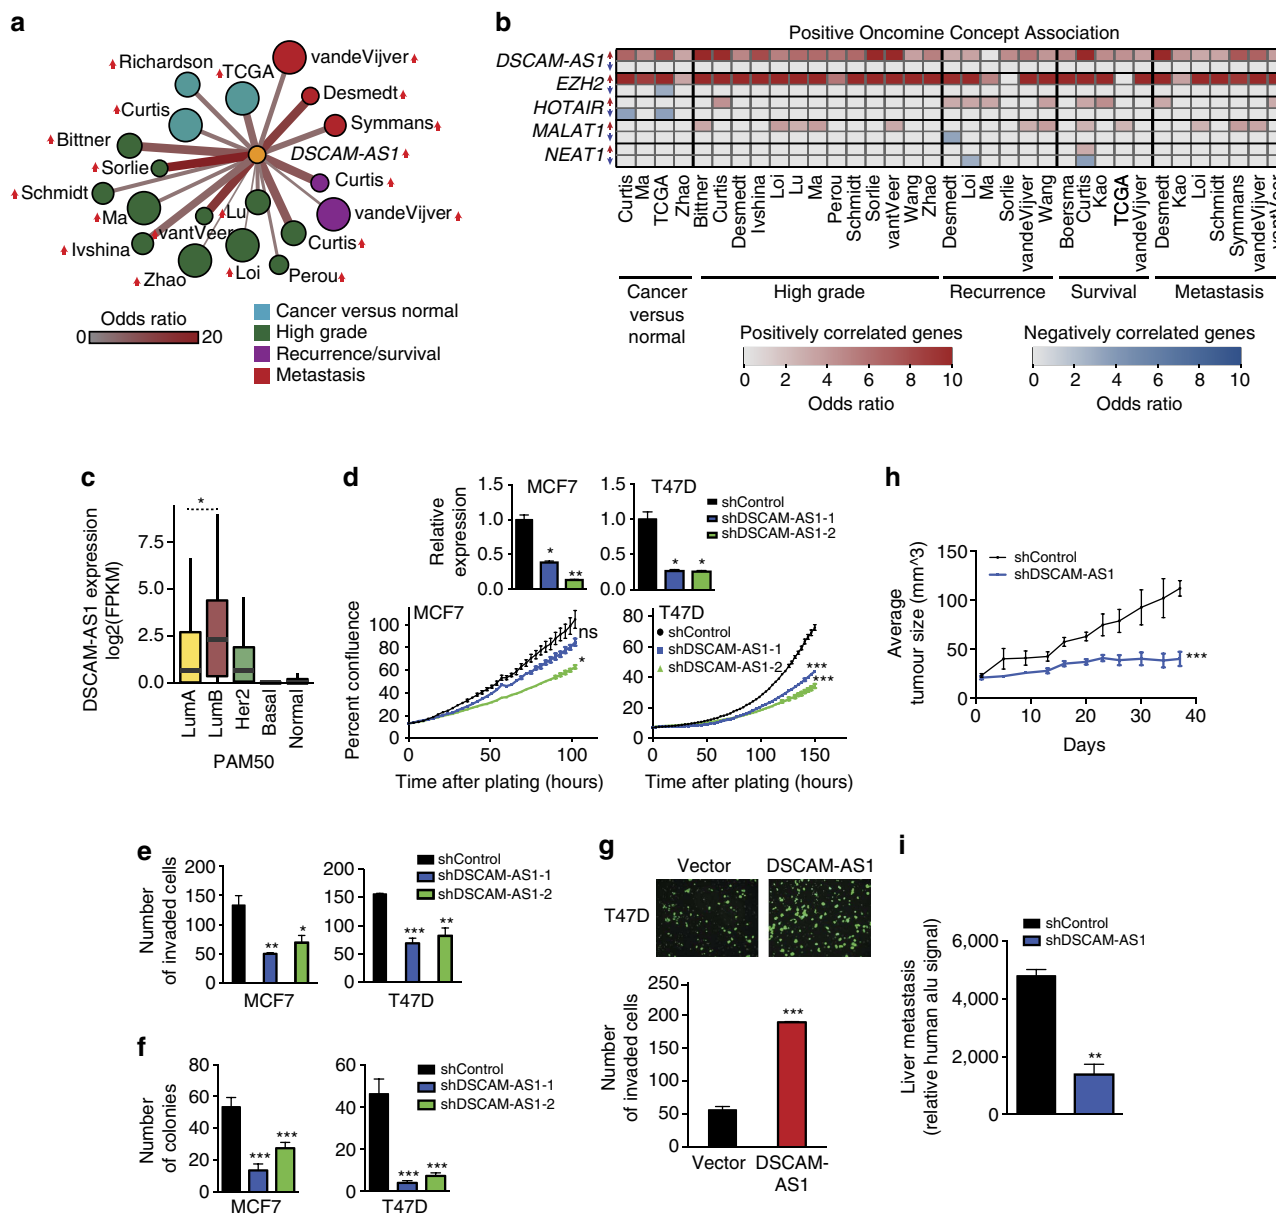 a
Richardson
TCGA
vandeVijver
Curtis
Desmedt
Bittner
Symmans
Sorlie
DSCAM-AS1
Schmidt
Curtis
Ma
Lu
vandeVijver
vantVeer
Ivshina
Curtis
Zhao
Loi
Perou
Odds ratio
0
20
Cancer versus normal
High grade
Recurrence/survival
Metastasis
b
Positive Oncomine Concept Association
DSCAM-AS1
EZH2
HOTAIR
MALAT1
NEAT1
Curtis
Ma
TCGA
Zhao
Bittner
Curtis
Desmedt
Ivshina
Loi
Lu
Ma
Perou
Schmidt
Sorlie
vantVeer
Wang
Zhao
Desmedt
Loi
Ma
Sorlie
vandeVijver
Wang
Boersma
Curtis
Kao
TCGA
vandeVijver
Desmedt
Kao
Loi
Schmidt
Symmans
vandeVijver
Cancer
versus
normal
High grade
Recurrence
Survival
Metastasis
Positively correlated genes
0 2 4 6 8 10
Odds ratio
Negatively correlated genes
0 2 4 6 8 10
Odds ratio
c
DSCAM-AS1 expression
log2(FPKM)
7.5
5.0
2.5
0.0
*
LumA
LumB
Her2
Basal
Normal
PAM50
d
Relative
expression
1.5
1.0
0.5
0.0
MCF7
*
**
1.5
1.0
0.5
0.0
T47D
*
*
shControl
shDSCAM-AS1-1
shDSCAM-AS1-2
Percent confluence
MCF7
100
80
60
40
20
0
ns
*
0 50 100
Time after plating (hours)
T47D
80
60
40
20
0
shControl
shDSCAM-AS1-1
shDSCAM-AS1-2
***
***
0 50 100 150
Time after plating (hours)
h
Average
tumour size (mm^3)
150
100
50
0
shControl
shDSCAM-AS1
***
0 10 20 30 40
Days
e
Number
of invaded cells
200
150
100
50
0
**
*
MCF7
200
150
100
50
0
***
**
T47D
shControl
shDSCAM-AS1-1
shDSCAM-AS1-2
f
Number
of colonies
80
60
40
20
0
***
***
MCF7
60
40
20
0
***
***
T47D
shControl
shDSCAM-AS1-1
shDSCAM-AS1-2
g
Vector
DSCAM-AS1
T47D
Number
of invaded cells
250
200
150
100
50
0
***
Vector
DSCAM-
AS1
i
shControl
shDSCAM-AS1
Liver metastasis
(relative human alu signal)
6,000
4,000
2,000
0
**